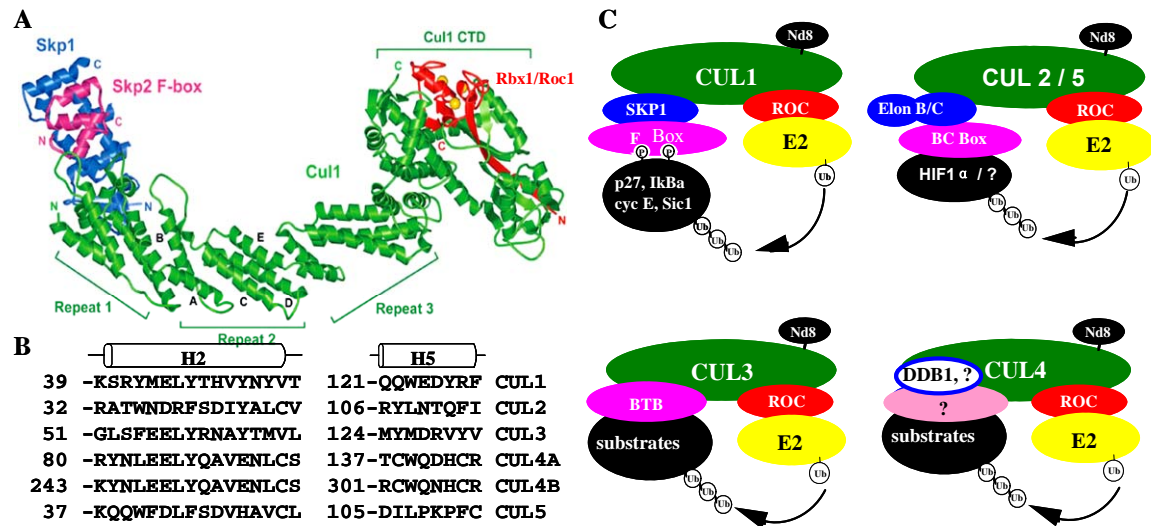 A
Skp1
C
Skp2 F-box
C
N
N
N
B
A
E
C
D
Repeat 1
Repeat 2
Repeat 3
Cul1
Cul1 CTD
C
Rbx1/Roc1
C
N
B
H2 H5
39 -KSRYMELYTHVYNYVT 121-QQWEDYRF CUL1
32 -RATWNDRFSDIYALCV 106-RYLNTQFI CUL2
51 -GLSFEELYRNAYTMVL 124-MYMDRVYV CUL3
80 -RYNLEELYQAVENLCS 137-TCWQDHCR CUL4A
243 -KYNLEELYQAVENLCS 301-RCWQNHCR CUL4B
37 -KQQWFDLFSDVHAVCL 105-DILPKPFC CUL5
C
Nd8
CUL1
SKP1
ROC
F Box
E2
P P
p27, IkBa
cyc E, Sic1
Ub
Ub
Ub
Ub
Nd8
CUL 2 / 5
Elon B/C
ROC
BC Box
E2
HIF1 α / ?
Ub
Ub
Ub
Ub
Nd8
CUL3
BTB
ROC
substrates
E2
Ub
Ub
Ub
Ub
Nd8
DDB1, ?
CUL4
?
ROC
substrates
E2
Ub
Ub
Ub
Ub